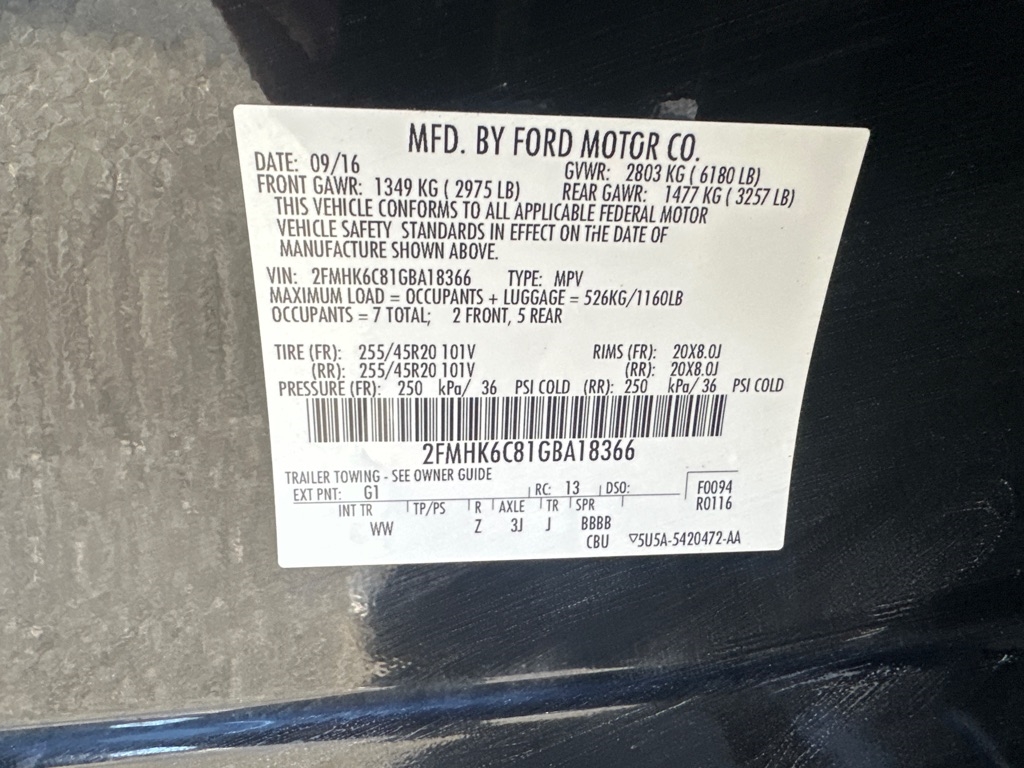 MFD. BY FORD MOTOR CO.
DATE: 09/16 GVWR: 2803 KG ( 6180 LB)
FRONT GAWR: 1349 KG ( 2975 LB) REAR GAWR: 1477 KG ( 3257 LB)
THIS VEHICLE CONFORMS TO ALL APPLICABLE FEDERAL MOTOR
VEHICLE SAFETY STANDARDS IN EFFECT ON THE DATE OF
MANUFACTURE SHOWN ABOVE.
VIN: 2FMHK6C81GBA18366 TYPE: MPV
MAXIMUM LOAD = OCCUPANTS + LUGGAGE = 526KG/1160LB
OCCUPANTS = 7 TOTAL; 2 FRONT, 5 REAR
TIRE (FR): 255/45R20 101V RIMS (FR): 20X8.0J
(RR): 255/45R20 101V (RR): 20X8.0J
PRESSURE (FR): 250 kPa/ 36 PSI COLD (RR): 250 kPa/ 36 PSI COLD
2FMHK6C81GBA18366
TRAILER TOWING - SEE OWNER GUIDE
EXT PNT: G1 RC: 13 DSO: F0094
R0116
INT TR TP/PS R AXLE TR SPR
WW Z 3J J BBBB
CBU ▽5U5A-5420472-AA